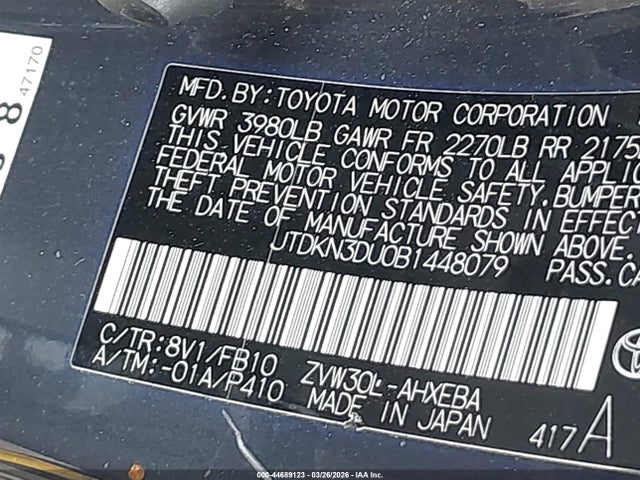 47170
8
MFD. BY: TOYOTA MOTOR CORPORATION
GVWR 3980LB GAWR FR 2270LB RR 2175
THIS VEHICLE CONFORMS TO ALL APPLIC
FEDERAL MOTOR VEHICLE SAFETY, BUMPER
THEFT PREVENTION STANDARDS IN EFFECT
THE DATE OF MANUFACTURE SHOWN ABOVE.
JTDKN3DU0B1448079 PASS.CA
C/TR: 8V1/FB10 ZVW30L-AHXEBA
A/TM: -01A/P410 MADE IN JAPAN 417A
000-44689123 - 03/26/2026 - IAA Inc.